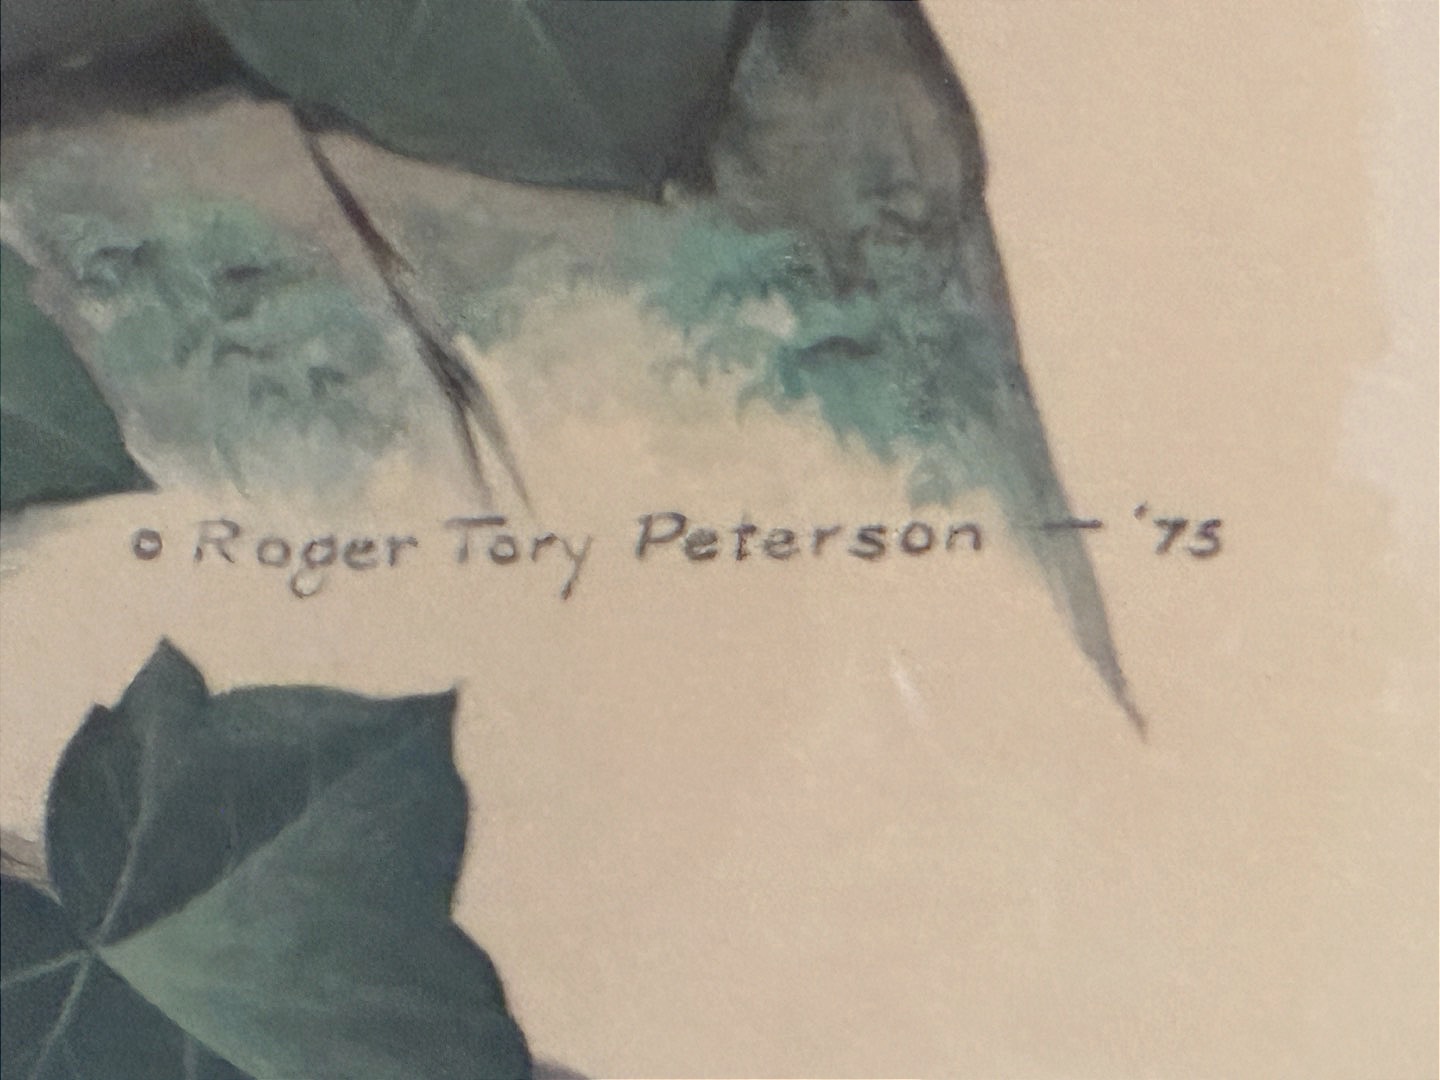 © Roger Tory Peterson — '75